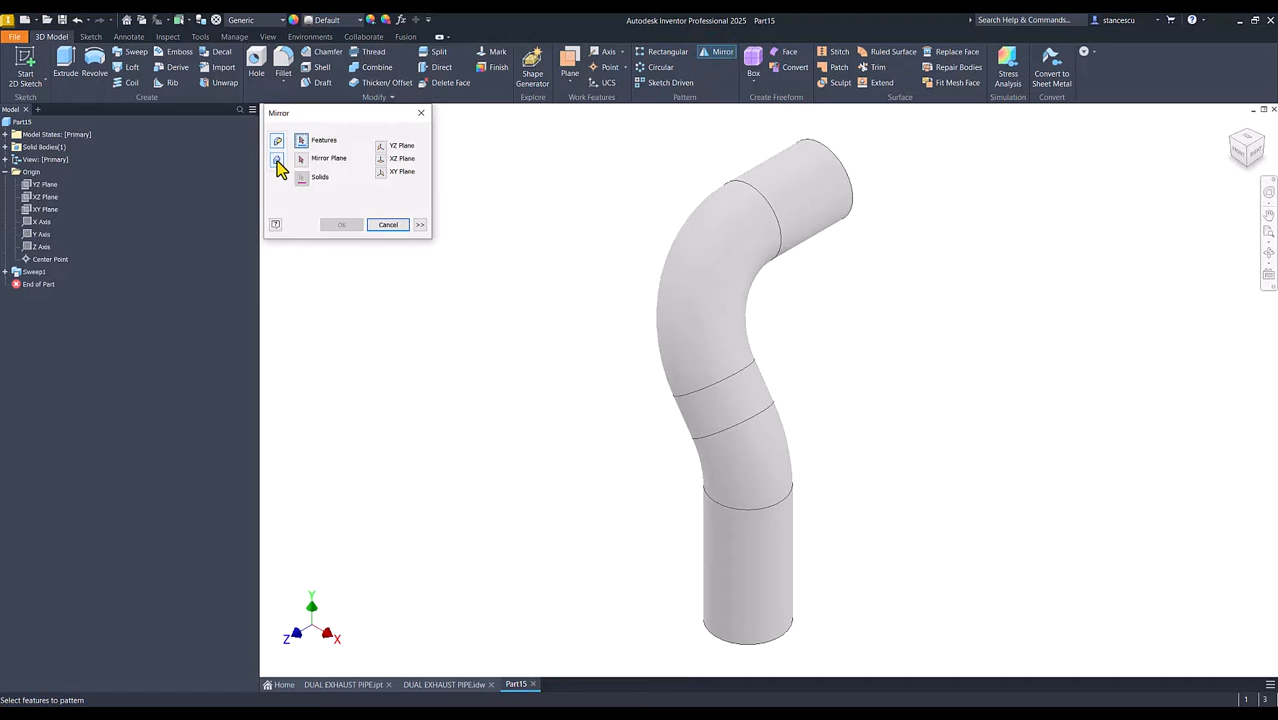 Generic
Default
Autodesk Inventor Professional 2025 Part15
Search Help & Commands...
stancescu
File 3D Model Sketch Annotate Inspect Tools Manage View Environments Collaborate Fusion
Start
2D Sketch
Sketch
Extrude
Revolve
Sweep Emboss Decal
Loft Derive Import
Coil Rib Unwrap
Create
Hole
Fillet
Chamfer Thread Split
Shell Combine Direct
Draft Thicken/ Offset Delete Face
Modify
Mark
Finish
Shape
Generator
Explore
Plane
Axis
Point
UCS
Work Features
Rectangular Mirror
Circular
Sketch Driven
Pattern
Box
Face
Convert
Create Freeform
Stitch Ruled Surface Replace Face
Patch Trim Repair Bodies
Sculpt Extend Fit Mesh Face
Surface
Stress
Analysis
Simulation
Convert to
Sheet Metal
Convert
Model
Part15
Model States: [Primary]
Solid Bodies(1)
View: [Primary]
Origin
YZ Plane
XZ Plane
XY Plane
X Axis
Y Axis
Z Axis
Center Point
Sweep1
End of Part
Mirror
Features
Mirror Plane
Solids
YZ Plane
XZ Plane
XY Plane
OK
Cancel
>>
FRONT
RIGHT
Y
Z
X
Home DUAL EXHAUST PIPE.ipt DUAL EXHAUST PIPE.idw Part15
Select features to pattern
1 3